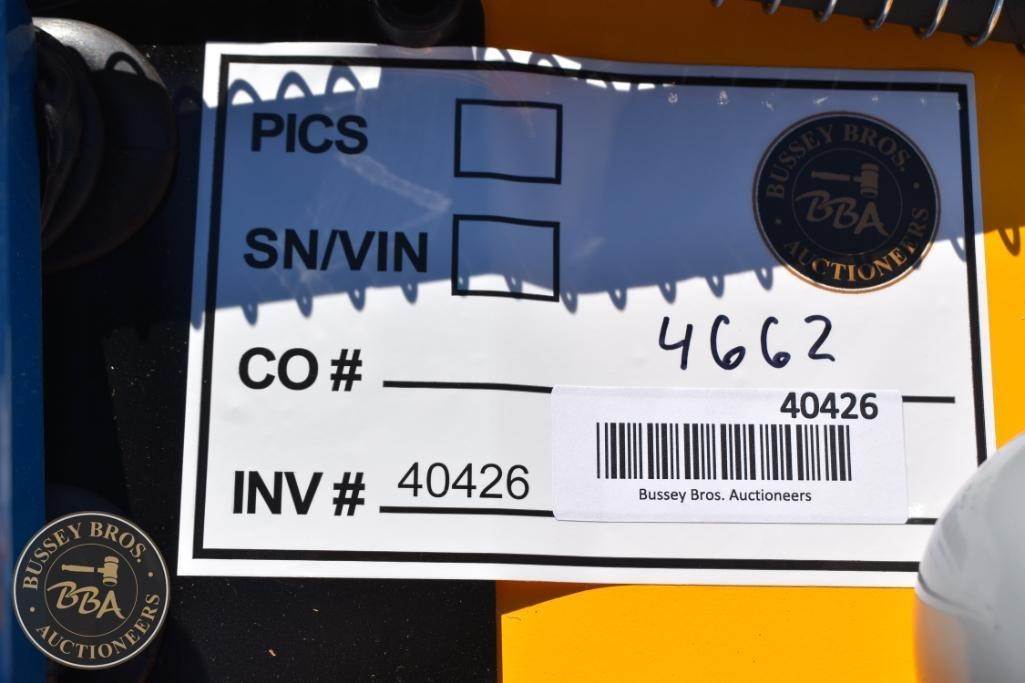 PICS
BUSSEY BROS.
BBA
AUCTIONEERS
SN/VIN
4662
CO #
40426
INV # 40426
Bussey Bros. Auctioneers
BUSSEY BROS.
BBA
AUCTIONEERS